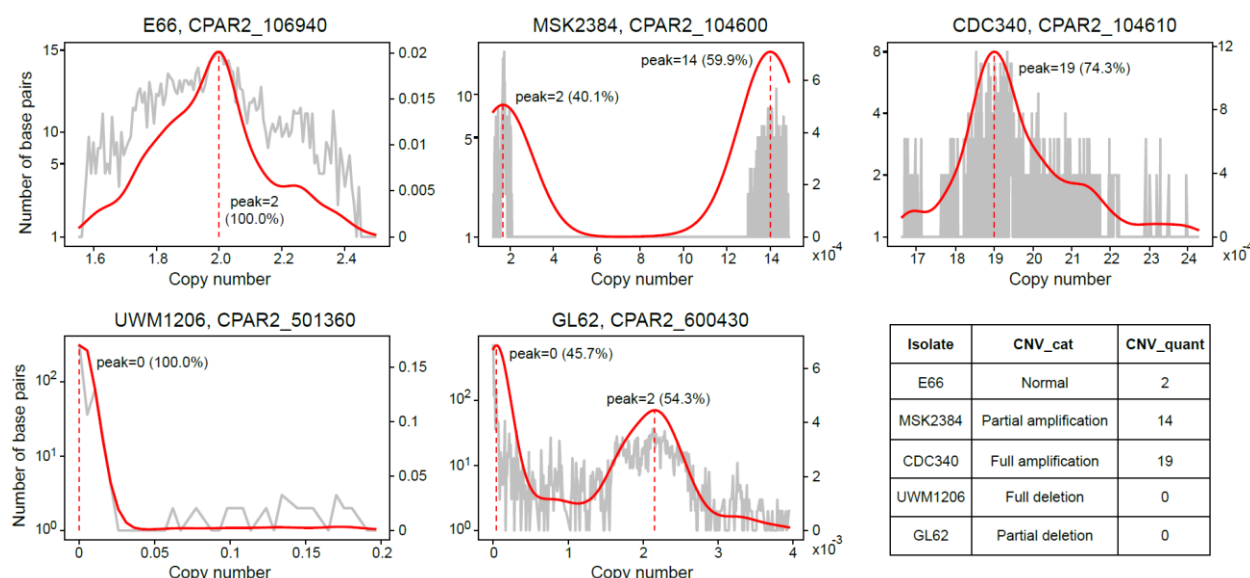 E66, CPAR2_106940
Number of base pairs
15
10
5
1
0.020
0.015
0.010
0.005
0
peak=2
(100.0%)
1.6 1.8 2.0 2.2 2.4
Copy number
MSK2384, CPAR2_104600
10
5
1
6
4
2
0
x10⁻⁴
peak=2 (40.1%)
peak=14 (59.9%)
2 6 10 14
Copy number
CDC340, CPAR2_104610
8
4
2
1
12
8
4
0
x10⁻⁴
peak=19 (74.3%)
17 18 19 20 21 22 23 24
Copy number
UWM1206, CPAR2_501360
Number of base pairs
10²
10¹
10⁰
0.15
0.10
0.05
0
peak=0 (100.0%)
0 0.05 0.1 0.15 0.2
Copy number
GL62, CPAR2_600430
10²
10¹
10⁰
6
4
2
0
x10⁻³
peak=0 (45.7%)
peak=2 (54.3%)
0 1 2 3 4
Copy number
Isolate CNV_cat CNV_quant
E66 Normal 2
MSK2384 Partial amplification 14
CDC340 Full amplification 19
UWM1206 Full deletion 0
GL62 Partial deletion 0